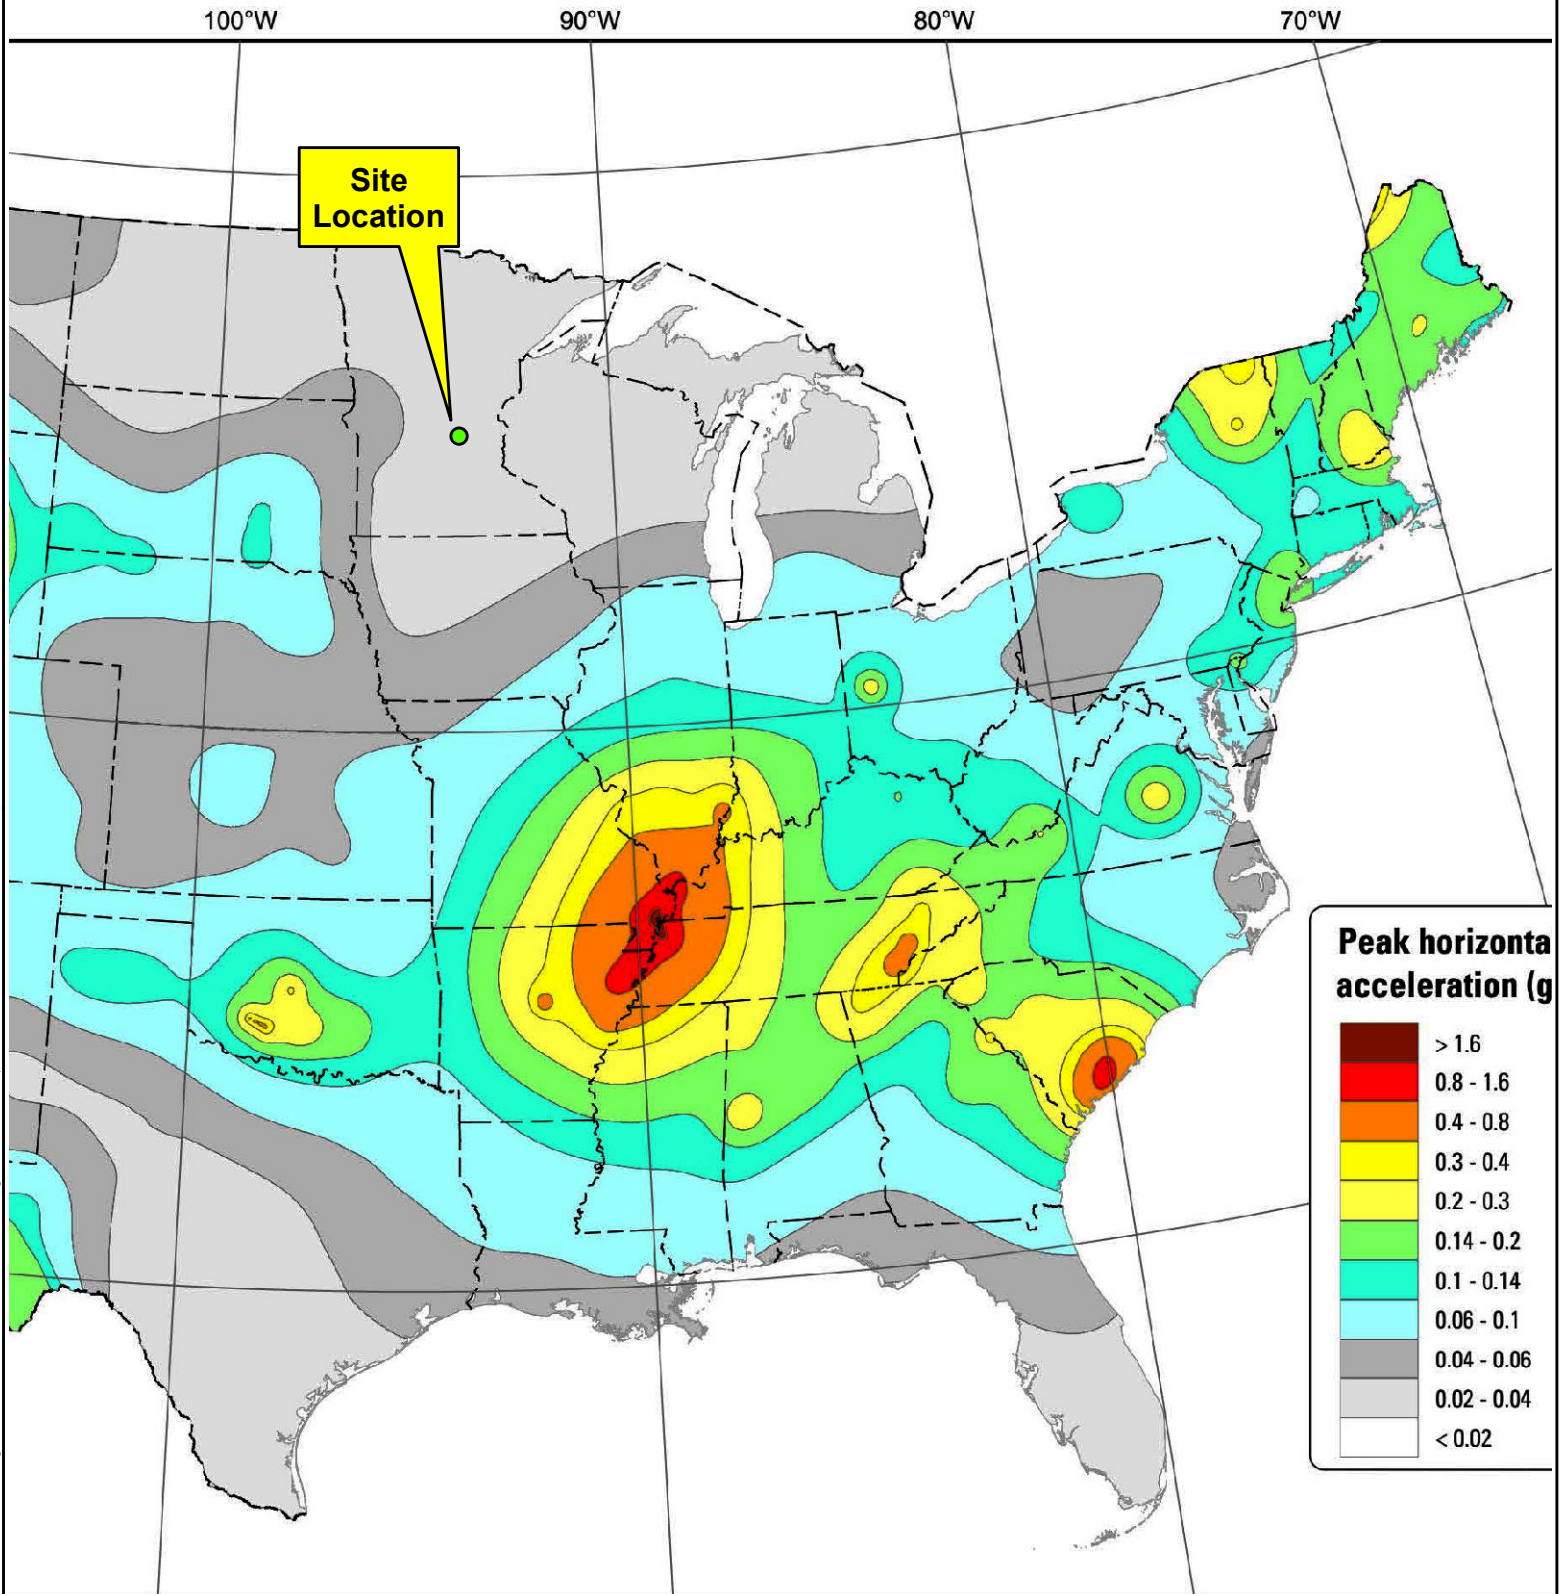 100°W
90°W
80°W
70°W
Site
Location
Peak horizonta
acceleration (g
> 1.6
0.8 - 1.6
0.4 - 0.8
0.3 - 0.4
0.2 - 0.3
0.14 - 0.2
0.1 - 0.14
0.06 - 0.1
0.04 - 0.06
0.02 - 0.04
< 0.02